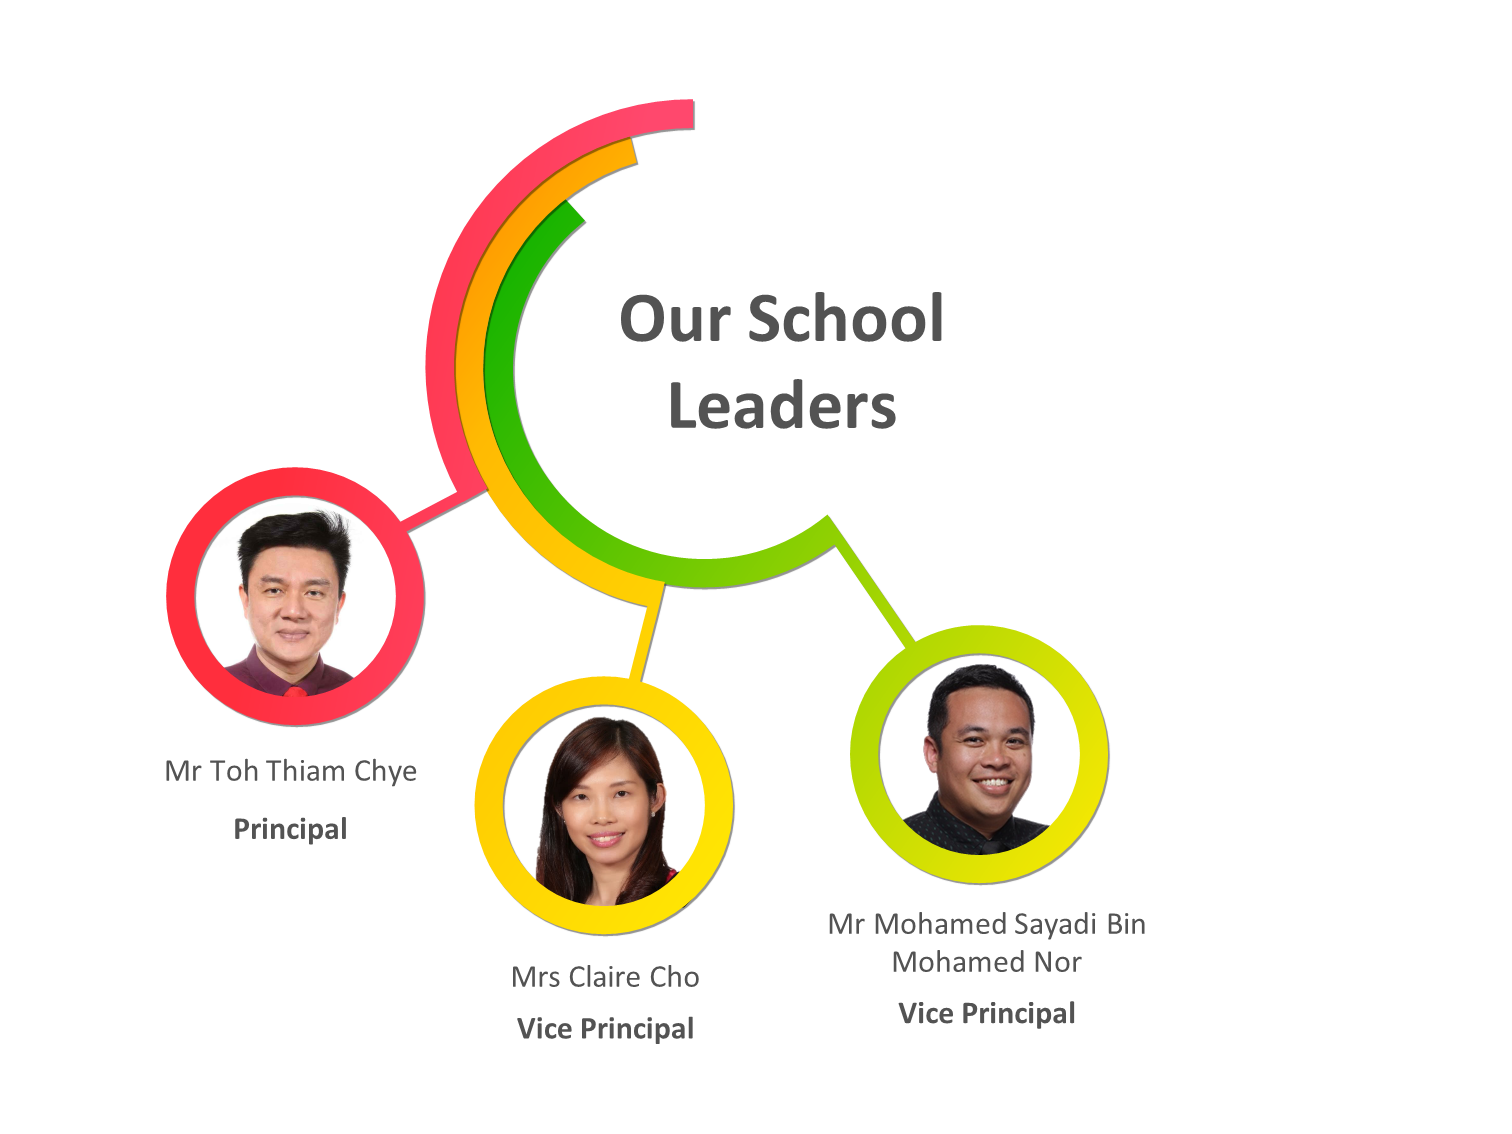 Our School
Leaders
Mr Toh Thiam Chye
Principal
Mrs Claire Cho
Vice Principal
Mr Mohamed Sayadi Bin
Mohamed Nor
Vice Principal